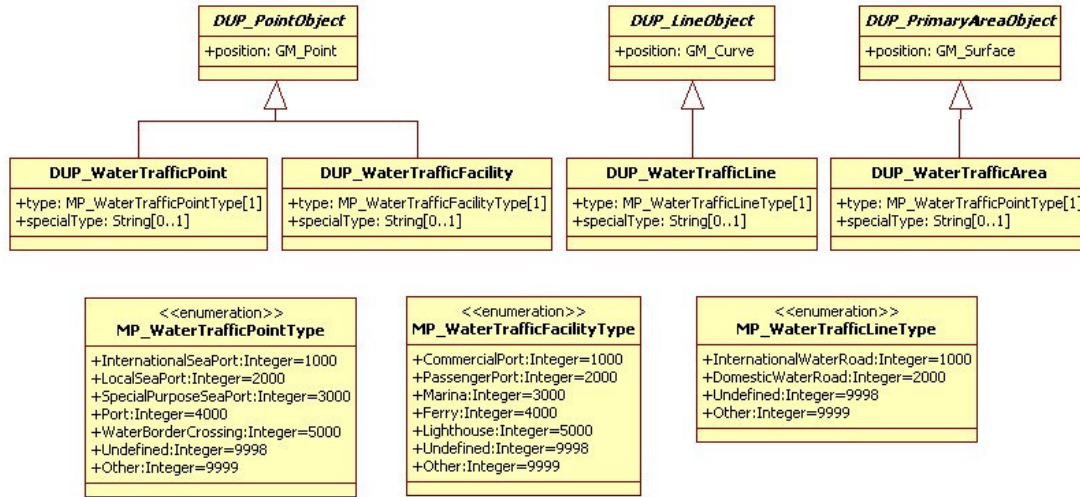 DUP_PointObject
+position: GM_Point
DUP_LineObject
+position: GM_Curve
DUP_PrimaryAreaObject
+position: GM_Surface
DUP_WaterTrafficPoint
+type: MP_WaterTrafficPointType[1]
+specialType: String[0..1]
DUP_WaterTrafficFacility
+type: MP_WaterTrafficFacilityType[1]
+specialType: String[0..1]
DUP_WaterTrafficLine
+type: MP_WaterTrafficLineType[1]
+specialType: String[0..1]
DUP_WaterTrafficArea
+type: MP_WaterTrafficPointType[1]
+specialType: String[0..1]
<<enumeration>>
MP_WaterTrafficPointType
+InternationalSeaPort:Integer=1000
+LocalSeaPort:Integer=2000
+SpecialPurposeSeaPort:Integer=3000
+Port:Integer=4000
+WaterBorderCrossing:Integer=5000
+Undefined:Integer=9998
+Other:Integer=9999
<<enumeration>>
MP_WaterTrafficFacilityType
+CommercialPort:Integer=1000
+PassengerPort:Integer=2000
+Marina:Integer=3000
+Ferry:Integer=4000
+Lighthouse:Integer=5000
+Undefined:Integer=9998
+Other:Integer=9999
<<enumeration>>
MP_WaterTrafficLineType
+InternationalWaterRoad:Integer=1000
+DomesticWaterRoad:Integer=2000
+Undefined:Integer=9998
+Other:Integer=9999